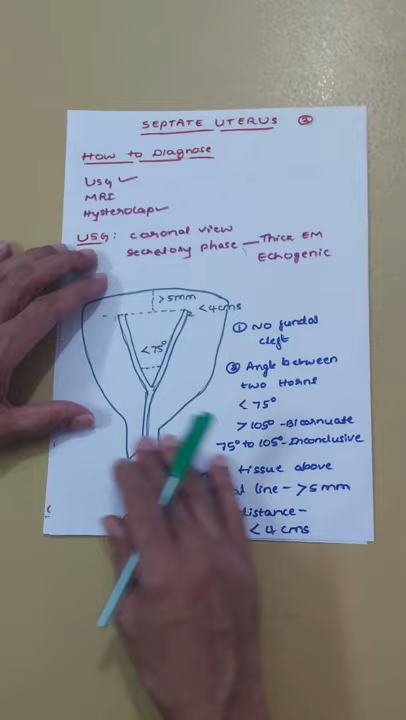 SEPTATE UTERUS ②
How to Diagnose
USG ✓
MRI
Hysterolap ✓
USG: coronal view
secretory phase — Thick EM
Echogenic
>5mm
<4cms
<75°
① No fundal
cleft
② Angle between
two Horns
<75°
>105° - Bicornuate
75° to 105° - Inconclusive
tissue above
line - >5mm
distance -
<4 cms